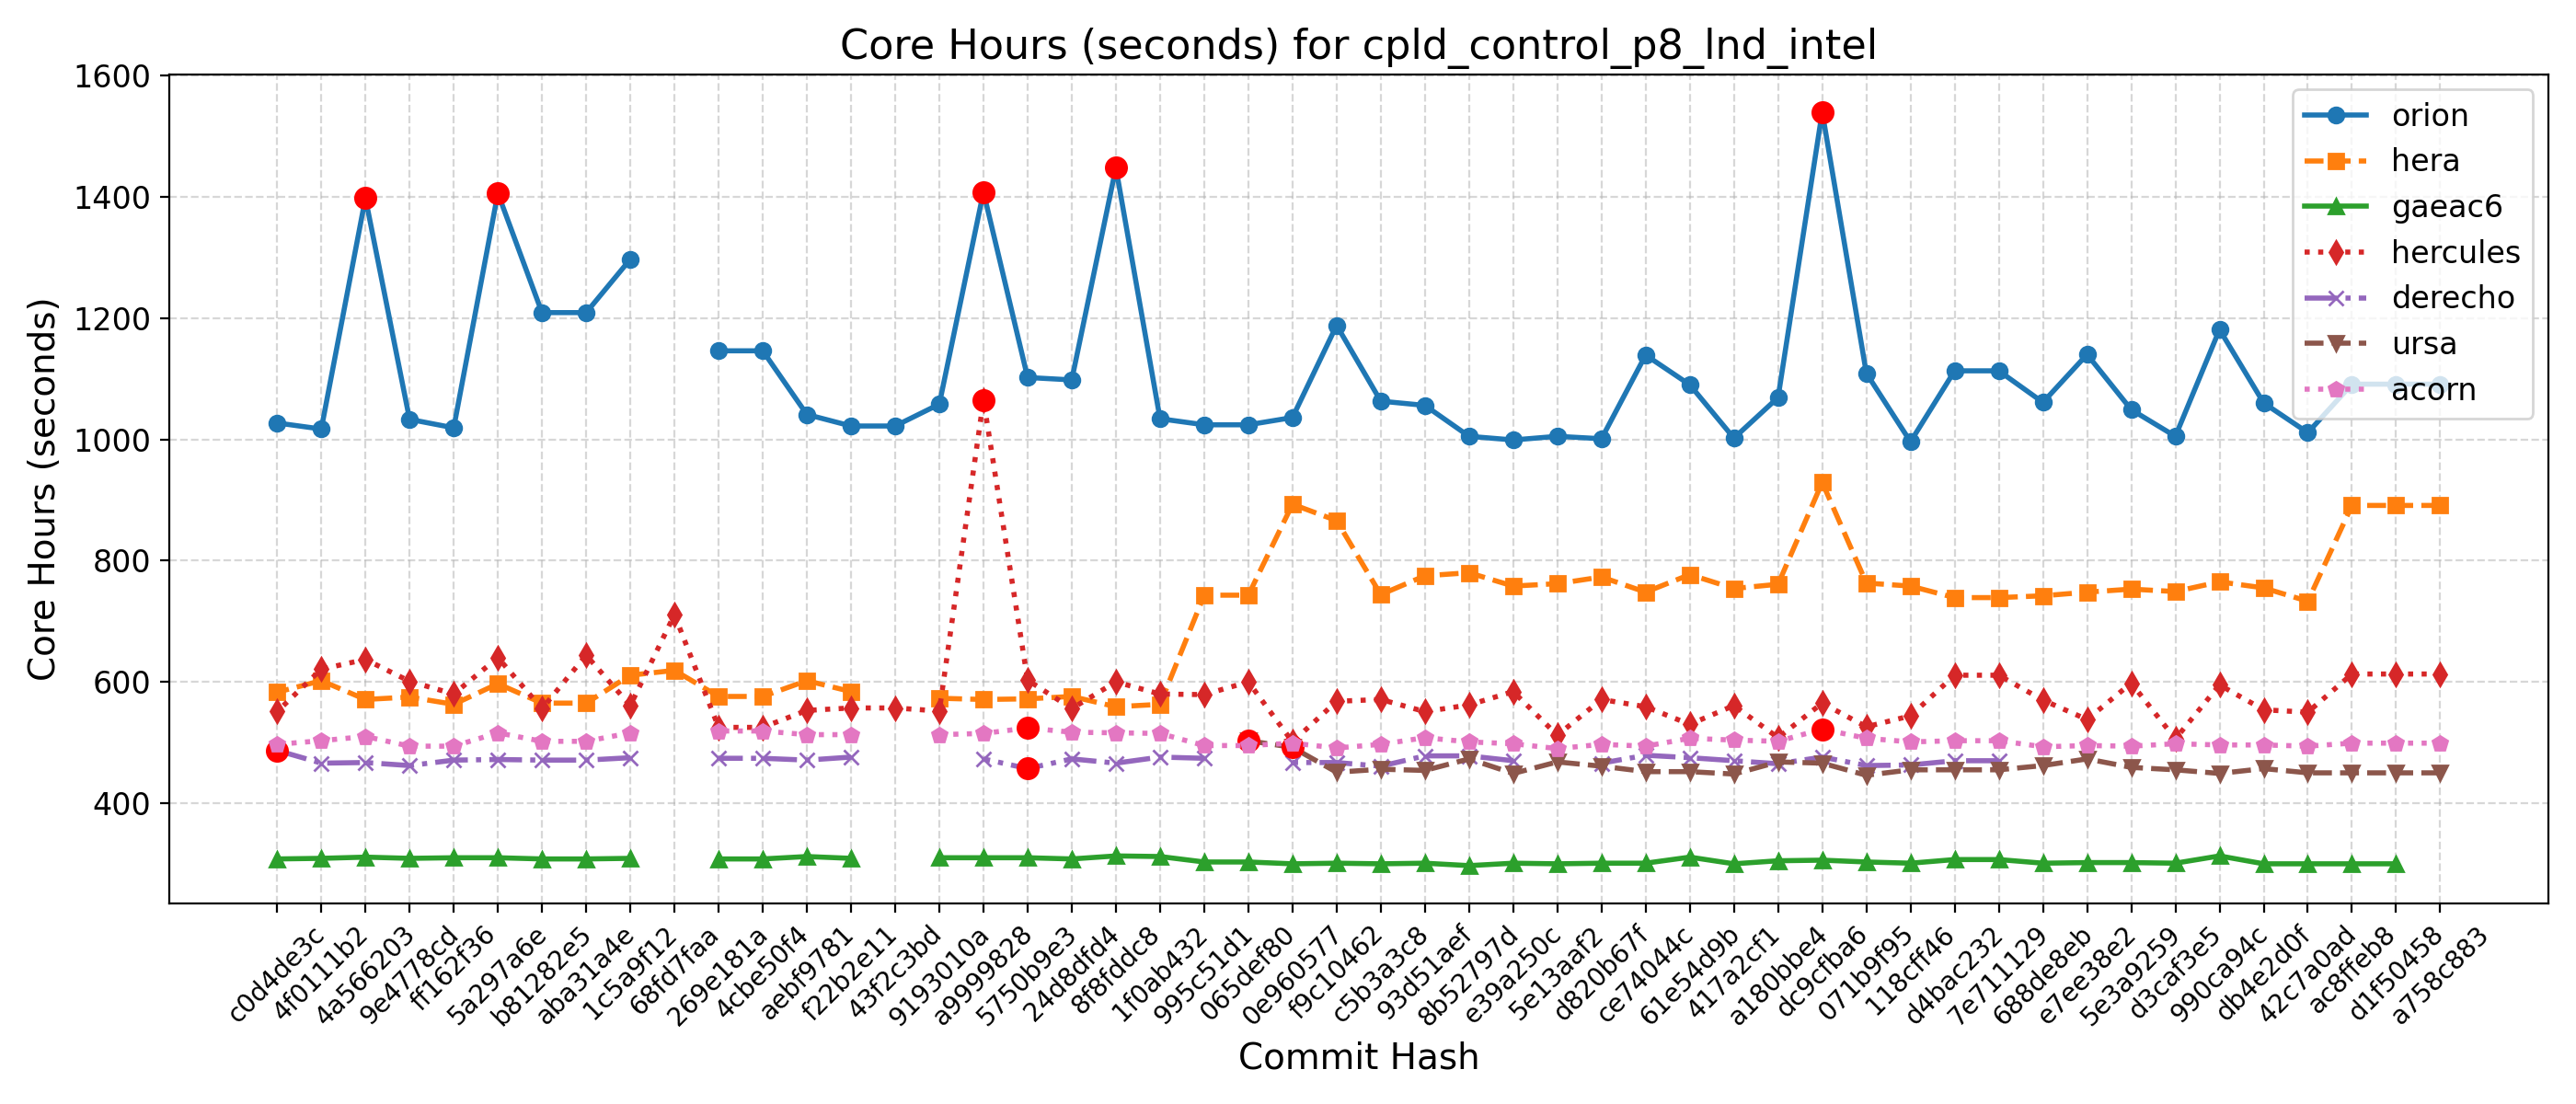 Core Hours (seconds) for cpld_control_p8_lnd_intel
Core Hours (seconds)
1600
1400
1200
1000
800
600
400
orion
hera
gaeac6
hercules
derecho
ursa
acorn
c0d4de3c
4f0111b2
4a566203
9e4778cd
ff162f36
5a297a6e
b81282e5
aba31a4e
1c5a9f12
68fd7faa
269e181a
4cbe50f4
aebf9781
f22b2e11
43f2c3bd
9193010a
a9999828
5750b9e3
24d8dfd4
8f8fddc8
1f0ab432
995c51d1
065def80
0e960577
f9c10462
c5b3a3c8
93d51aef
8b52797d
e39a250c
5e13aaf2
d820b67f
ce74044c
61e54d9b
417a2cf1
a180bbe4
dc9cfba6
071b9f95
118cff46
d4bac232
7e711129
688de8eb
e7ee38e2
5e3a9259
d3caf3e5
990ca94c
db4e2d0f
42c7a0ad
ac8ffeb8
d1f50458
a758c883
Commit Hash